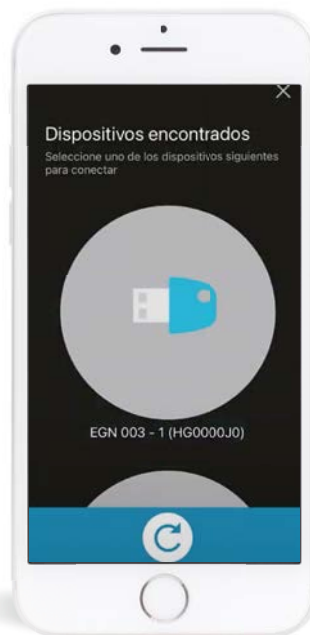 Dispositivos encontrados
Seleccione uno de los dispositivos siguientes
para conectar
EGN 003 - 1 (HG0000J0)